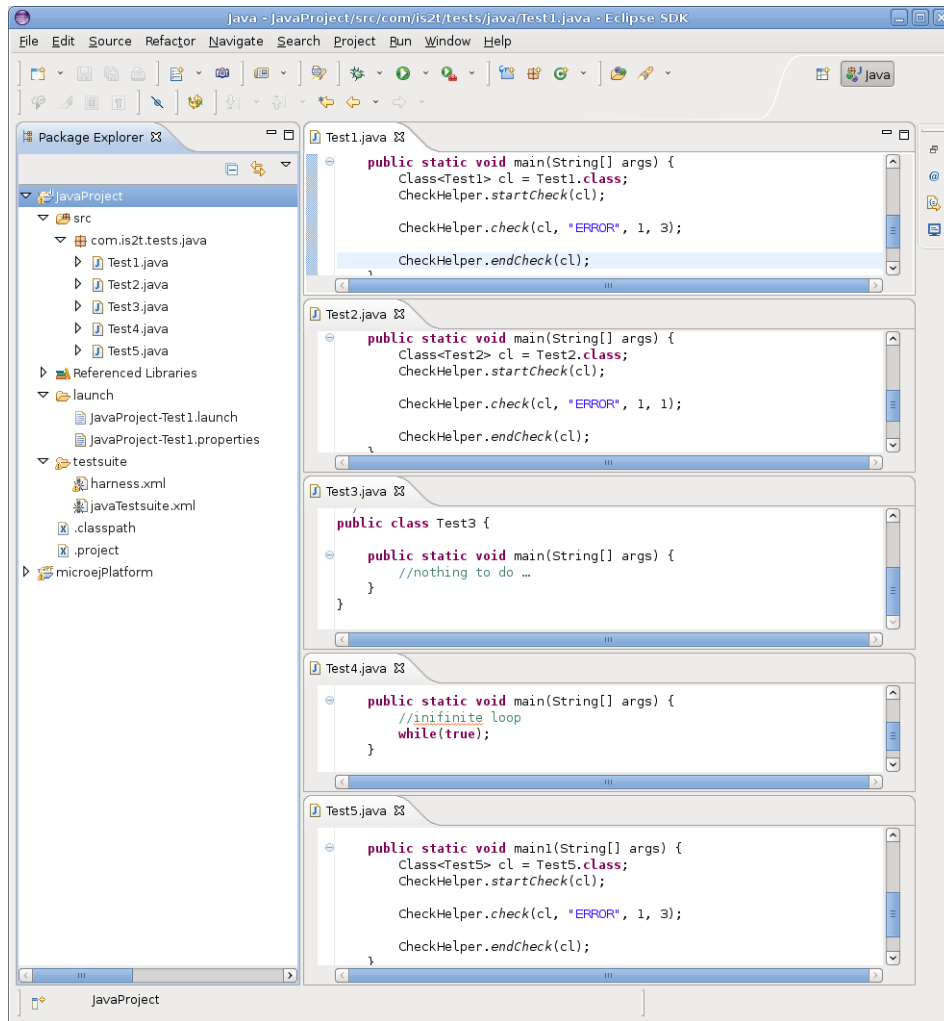 Java - JavaProject/src/com/is2t/tests/java/Test1.java - Eclipse SDK
File Edit Source Refactor Navigate Search Project Run Window Help
Java
Package Explorer
JavaProject
src
com.is2t.tests.java
Test1.java
Test2.java
Test3.java
Test4.java
Test5.java
Referenced Libraries
launch
JavaProject-Test1.launch
JavaProject-Test1.properties
testsuite
harness.xml
javaTestsuite.xml
.classpath
.project
microejPlatform
Test1.java
public static void main(String[] args) {
Class<Test1> cl = Test1.class;
CheckHelper.startCheck(cl);
CheckHelper.check(cl, "ERROR", 1, 3);
CheckHelper.endCheck(cl);
}
Test2.java
public static void main(String[] args) {
Class<Test2> cl = Test2.class;
CheckHelper.startCheck(cl);
CheckHelper.check(cl, "ERROR", 1, 1);
CheckHelper.endCheck(cl);
}
Test3.java
public class Test3 {
public static void main(String[] args) {
//nothing to do …
}
}
Test4.java
public static void main(String[] args) {
//inifinite loop
while(true);
}
Test5.java
public static void main1(String[] args) {
Class<Test5> cl = Test5.class;
CheckHelper.startCheck(cl);
CheckHelper.check(cl, "ERROR", 1, 3);
CheckHelper.endCheck(cl);
}
JavaProject